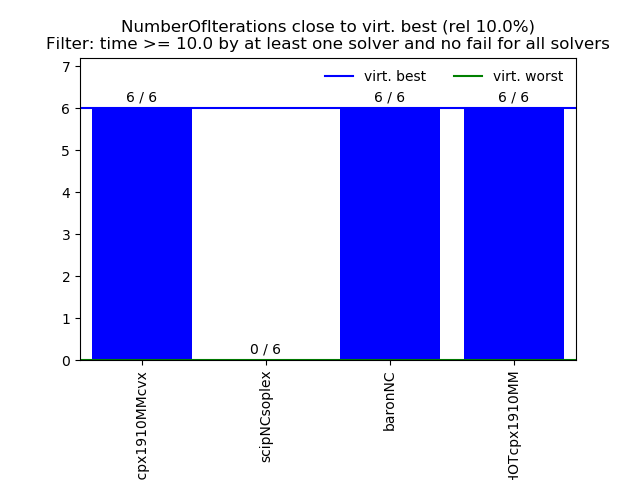 NumberOfIterations close to virt. best (rel 10.0%)
Filter: time >= 10.0 by at least one solver and no fail for all solvers
virt. best
virt. worst
7
6
5
4
3
2
1
0
6 / 6
0 / 6
6 / 6
6 / 6
cpx1910MMcvx
scipNCsoplex
baronNC
HOTcpx1910MM